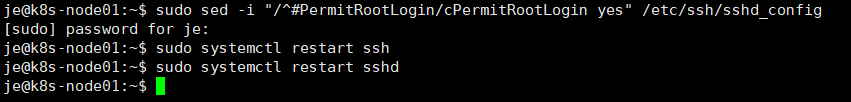 je@k8s-node01:~$ sudo sed -i "/^#PermitRootLogin/cPermitRootLogin yes" /etc/ssh/sshd_config
[sudo] password for je:
je@k8s-node01:~$ sudo systemctl restart ssh
je@k8s-node01:~$ sudo systemctl restart sshd
je@k8s-node01:~$